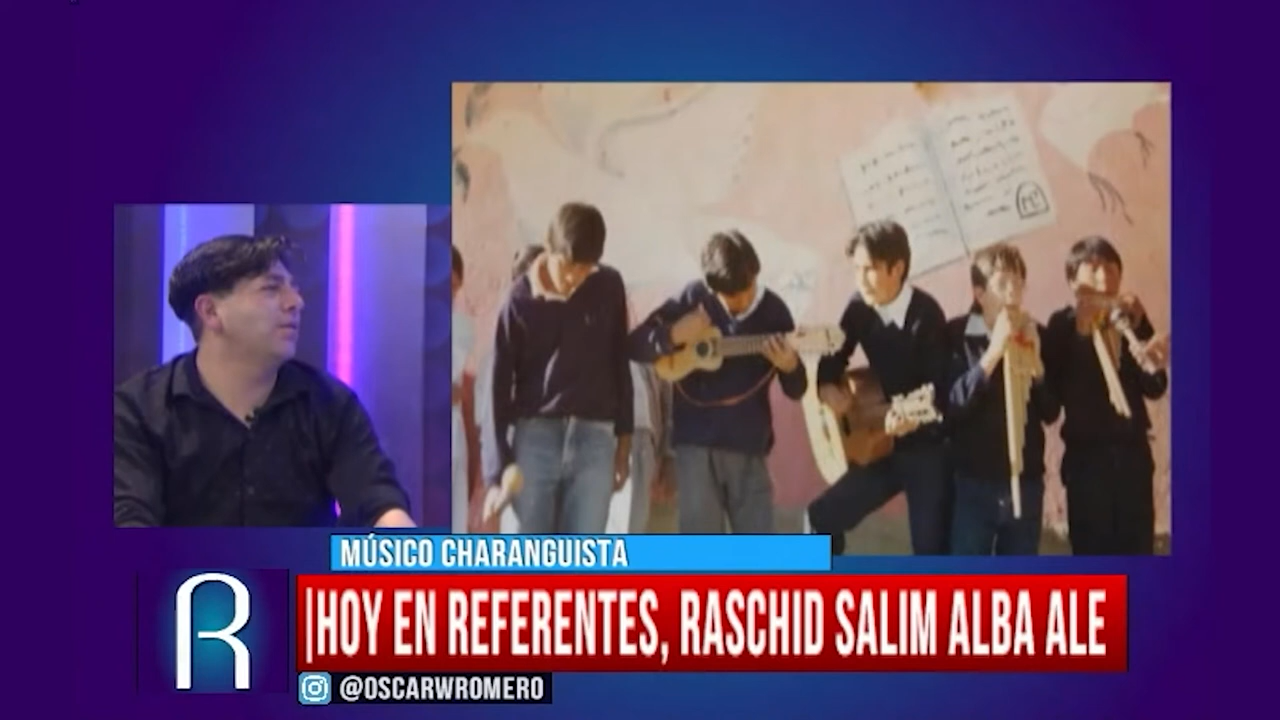 MÚSICO CHARANGUISTA
R
|HOY EN REFERENTES, RASCHID SALIM ALBA ALE
@OSCARWROMERO